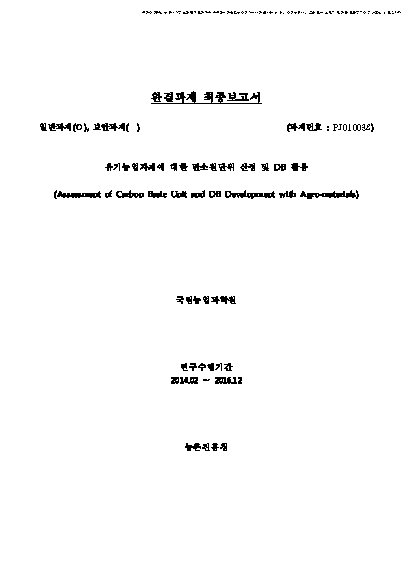 완결과제 최종보고서
일반과제(O), 보안과제( )
(과제번호 : PJ010084)
유기농업자재에 대한 탄소원단위 산정 및 DB 활용
(Assessment of Carbon Basic Unit and DB Development with Agro-materials)
국립농업과학원
연구수행기간
2014.02 ~ 2016.12
농촌진흥청